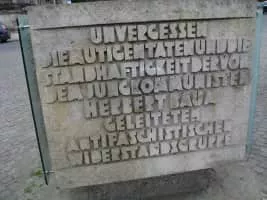 UNVERGESSEN
DIE MUTIGEN TATEN UND DIE
STANDHAFTIGKEIT DER VON
DEM JUNGKOMMUNISTEN
HERBERT BAUM
GELEITETEN
ANTIFASCHISTISCHEN
WIDERSTANDSGRUPPE